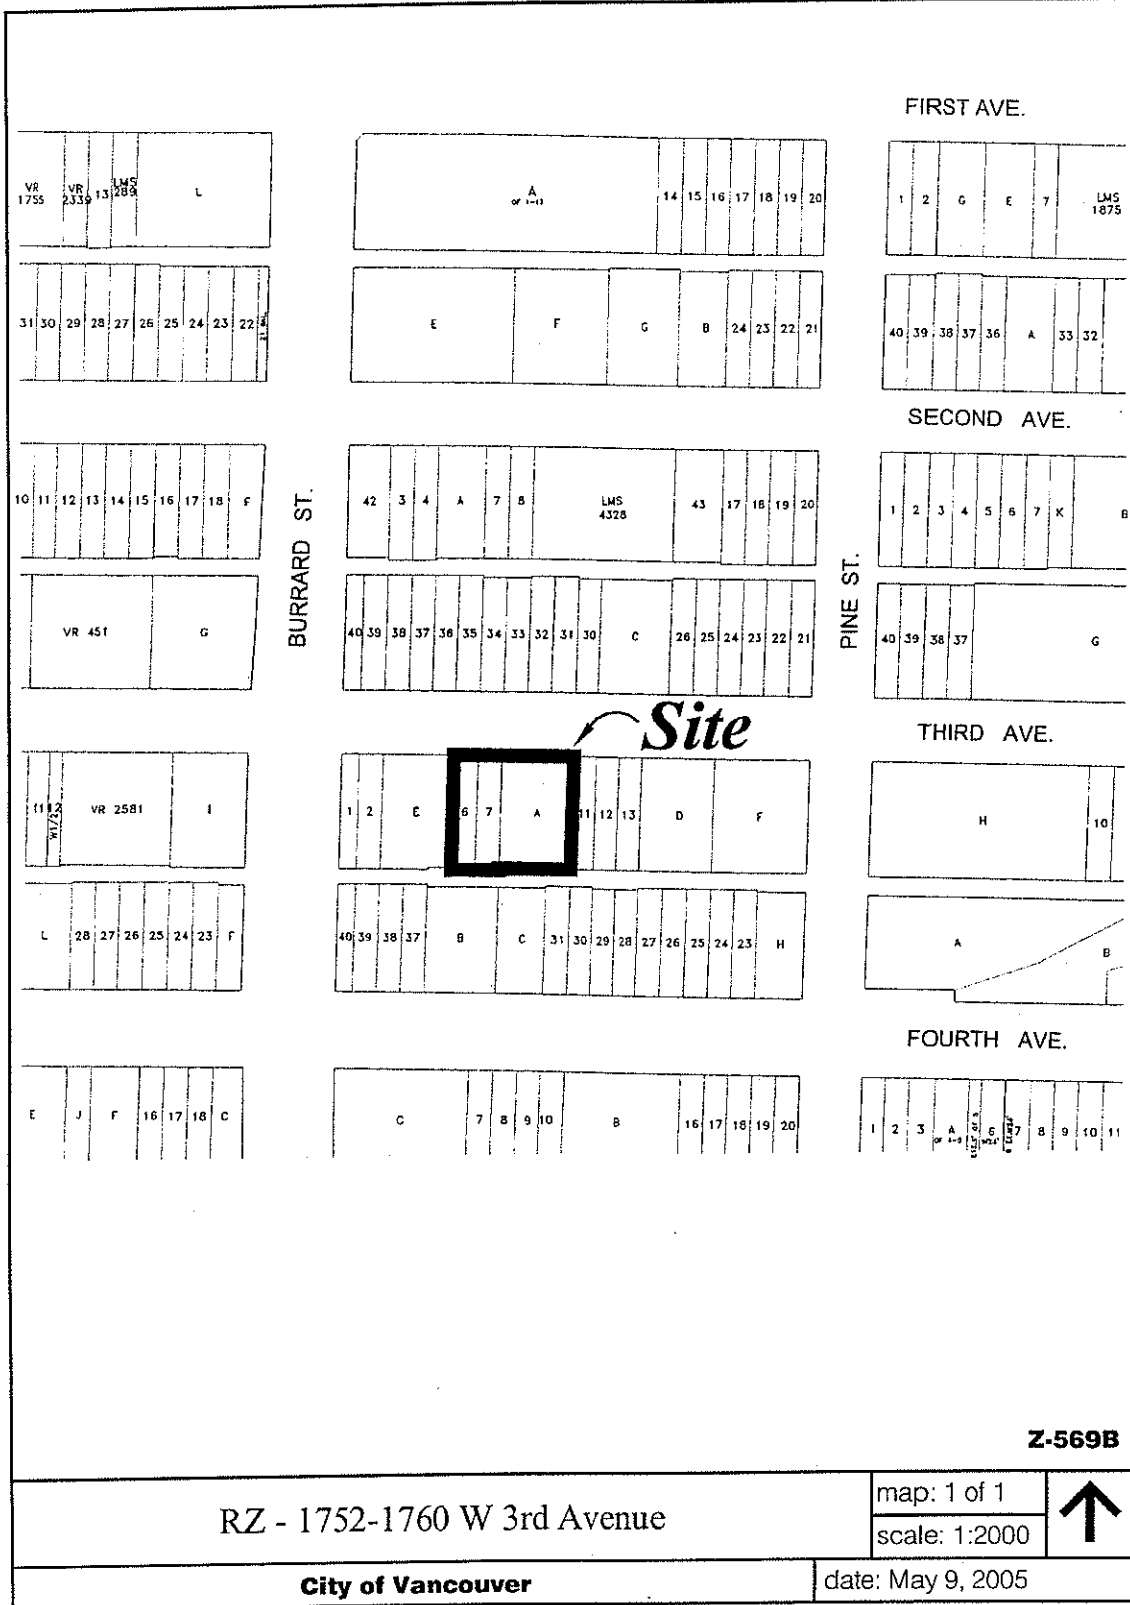 FIRST AVE.
VR 1755 VR 2339 13 LMS 289 L
A OF 1-13 14 15 16 17 18 19 20
1 2 G E 7 LMS 1875
31 30 29 28 27 26 25 24 23 22
E F G B 24 23 22 21
40 39 38 37 36 A 33 32
SECOND AVE.
10 11 12 13 14 15 16 17 18 F
42 3 4 A 7 8 LMS 4328 43 17 18 19 20
1 2 3 4 5 6 7 K B
BURRARD ST.
PINE ST.
VR 451 G
40 39 38 37 36 35 34 33 32 31 30 C 26 25 24 23 22 21
40 39 38 37 G
Site
THIRD AVE.
11 W1/2 12 VR 2581 I
1 2 E 6 7 A 11 12 13 D F
H 10
L 28 27 26 25 24 23 F
40 39 38 37 B C 31 30 29 28 27 26 25 24 23 H
A B
FOURTH AVE.
E J F 16 17 18 C
C 7 8 9 10 B 16 17 18 19 20
1 2 3 A 6 7 8 9 10 11
Z-569B
RZ - 1752-1760 W 3rd Avenue
map: 1 of 1
scale: 1:2000
City of Vancouver
date: May 9, 2005